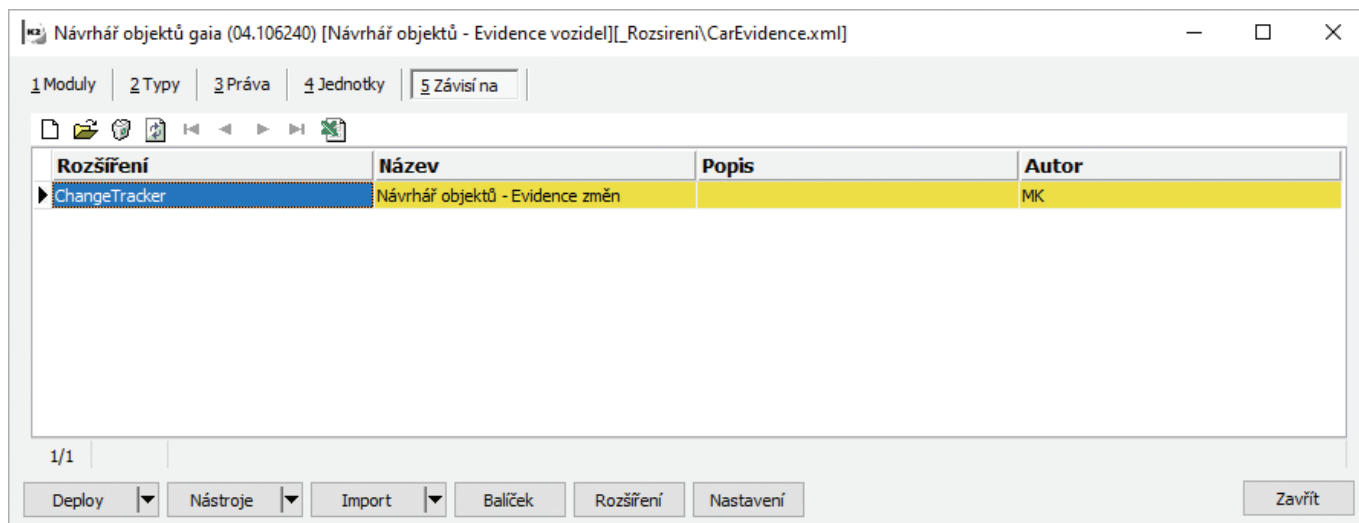 K2 Návrhář objektů gaia (04.106240) [Návrhář objektů - Evidence vozidel][_Rozsireni\CarEvidence.xml]
1 Moduly 2 Typy 3 Práva 4 Jednotky 5 Závisí na
Rozšíření Název Popis Autor
ChangeTracker Návrhář objektů - Evidence změn MK
1/1
Deploy Nástroje Import Balíček Rozšíření Nastavení Zavřít